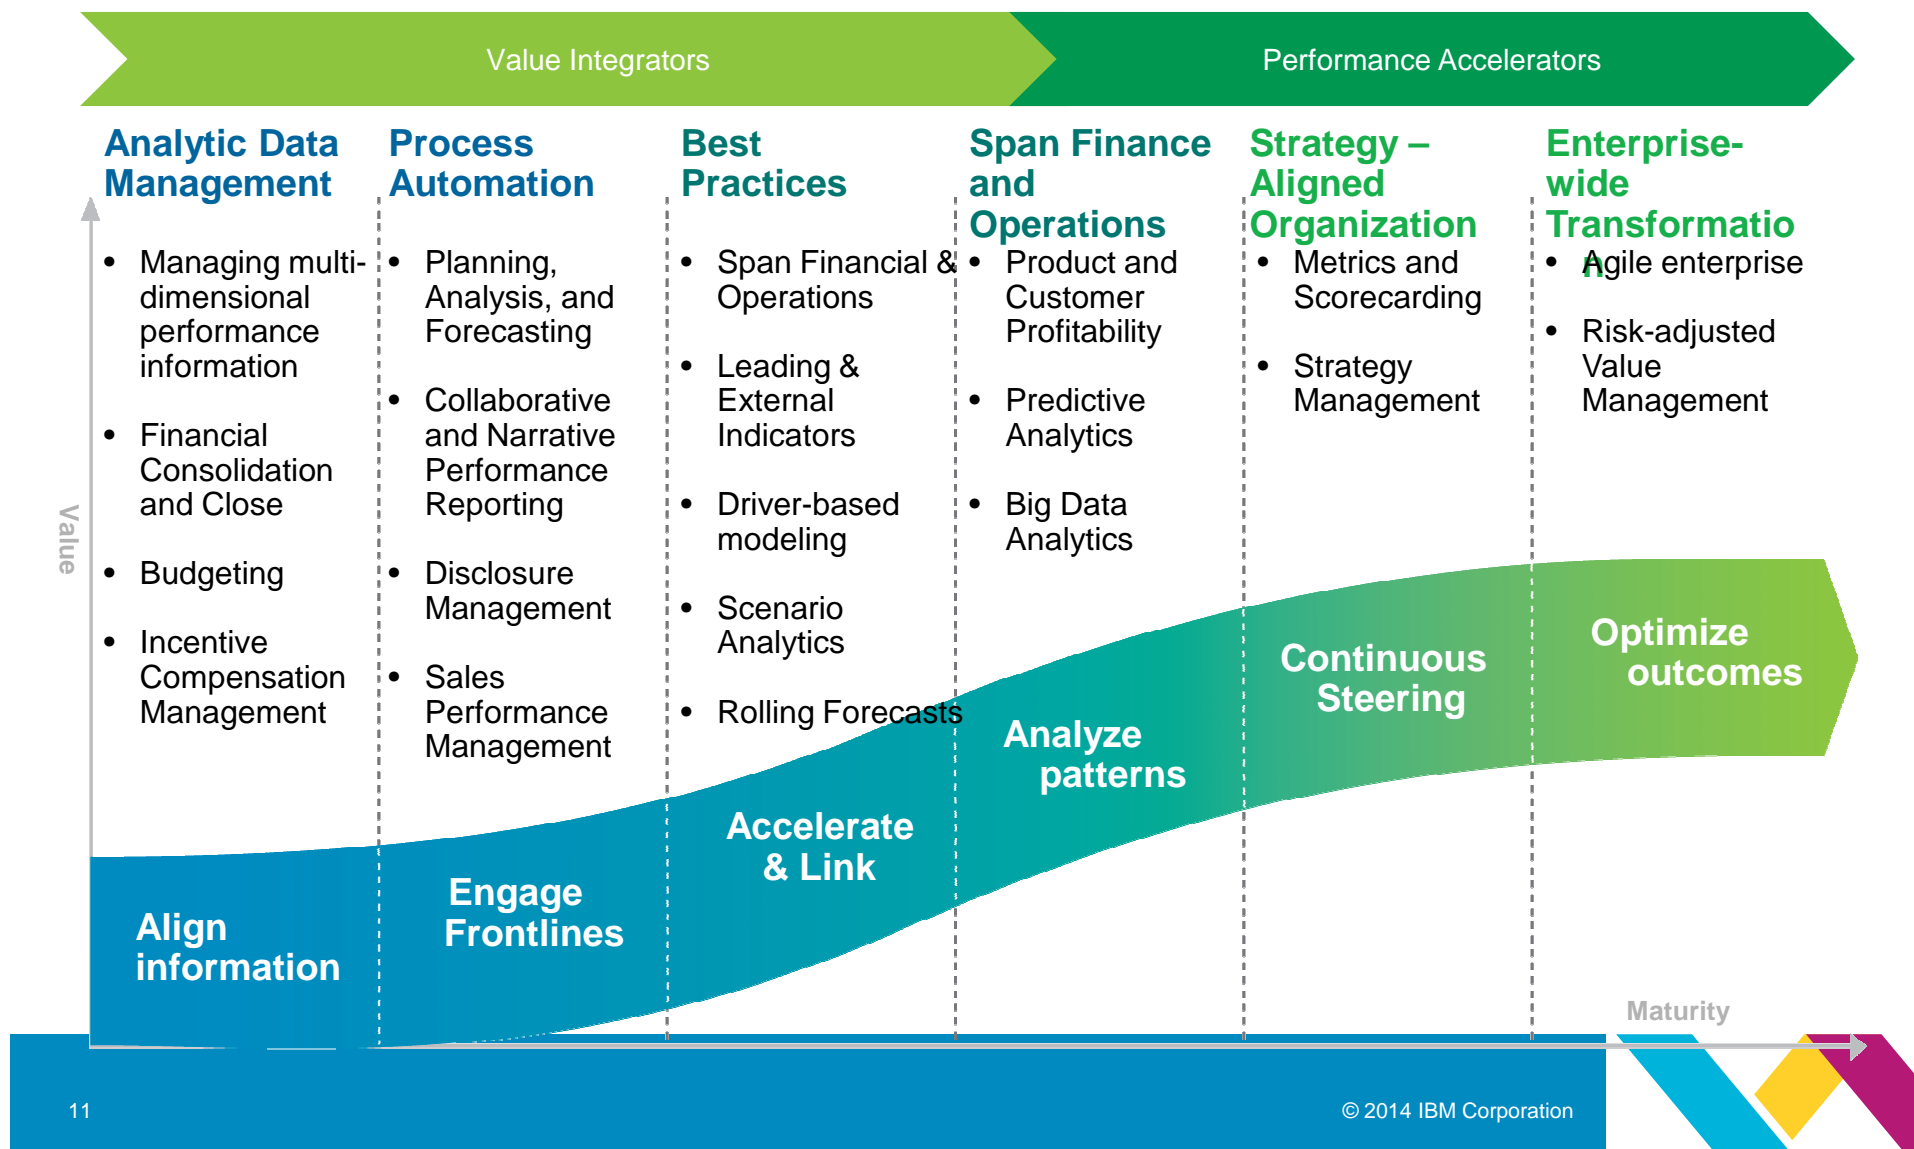 Value Integrators
Performance Accelerators
Analytic Data
Management
• Managing multi-
dimensional
performance
information
• Financial
Consolidation
and Close
• Budgeting
• Incentive
Compensation
Management
Process
Automation
• Planning,
Analysis, and
Forecasting
• Collaborative
and Narrative
Performance
Reporting
• Disclosure
Management
• Sales
Performance
Management
Best
Practices
• Span Financial &
Operations
• Leading &
External
Indicators
• Driver-based
modeling
• Scenario
Analytics
• Rolling Forecasts
Span Finance
and
Operations
• Product and
Customer
Profitability
• Predictive
Analytics
• Big Data
Analytics
Strategy –
Aligned
Organization
• Metrics and
Scorecarding
• Strategy
Management
Enterprise-
wide
Transformatio
n
• Agile enterprise
• Risk-adjusted
Value
Management
Value
Align
information
Engage
Frontlines
Accelerate
& Link
Analyze
patterns
Continuous
Steering
Optimize
outcomes
Maturity
11
© 2014 IBM Corporation